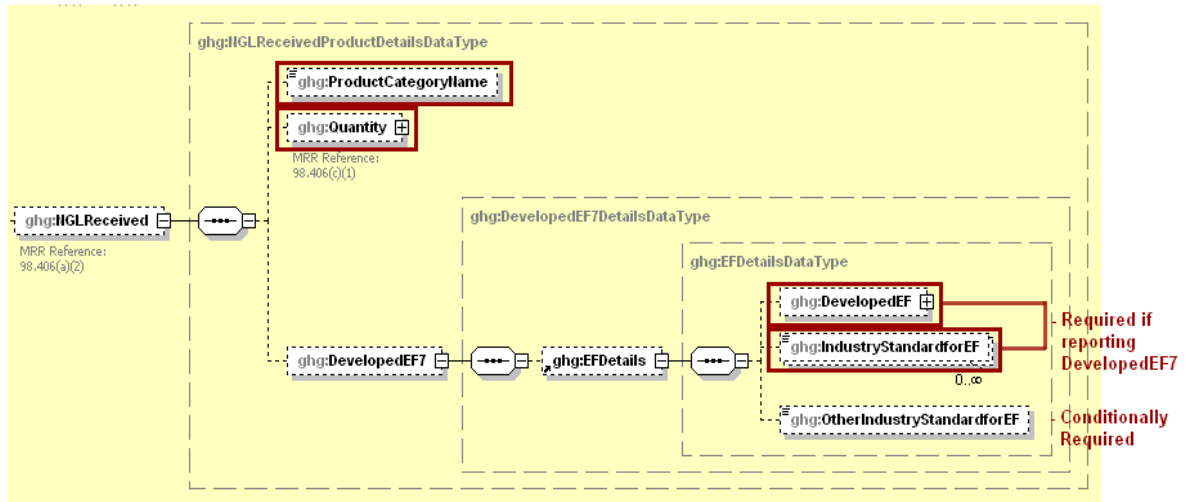 ghg:NGLReceivedProductDetailsDataType
ghg:ProductCategoryName
ghg:Quantity
MRR Reference:
98.406(c)(1)
ghg:NGLReceived
MRR Reference:
98.406(a)(2)
ghg:DevelopedEF7DetailsDataType
ghg:EFDetailsDataType
ghg:DevelopedEF
ghg:IndustryStandardforEF
0..∞
- Required if
reporting
DevelopedEF7
ghg:DevelopedEF7
ghg:EFDetails
ghg:OtherIndustryStandardforEF
- Conditionally
Required